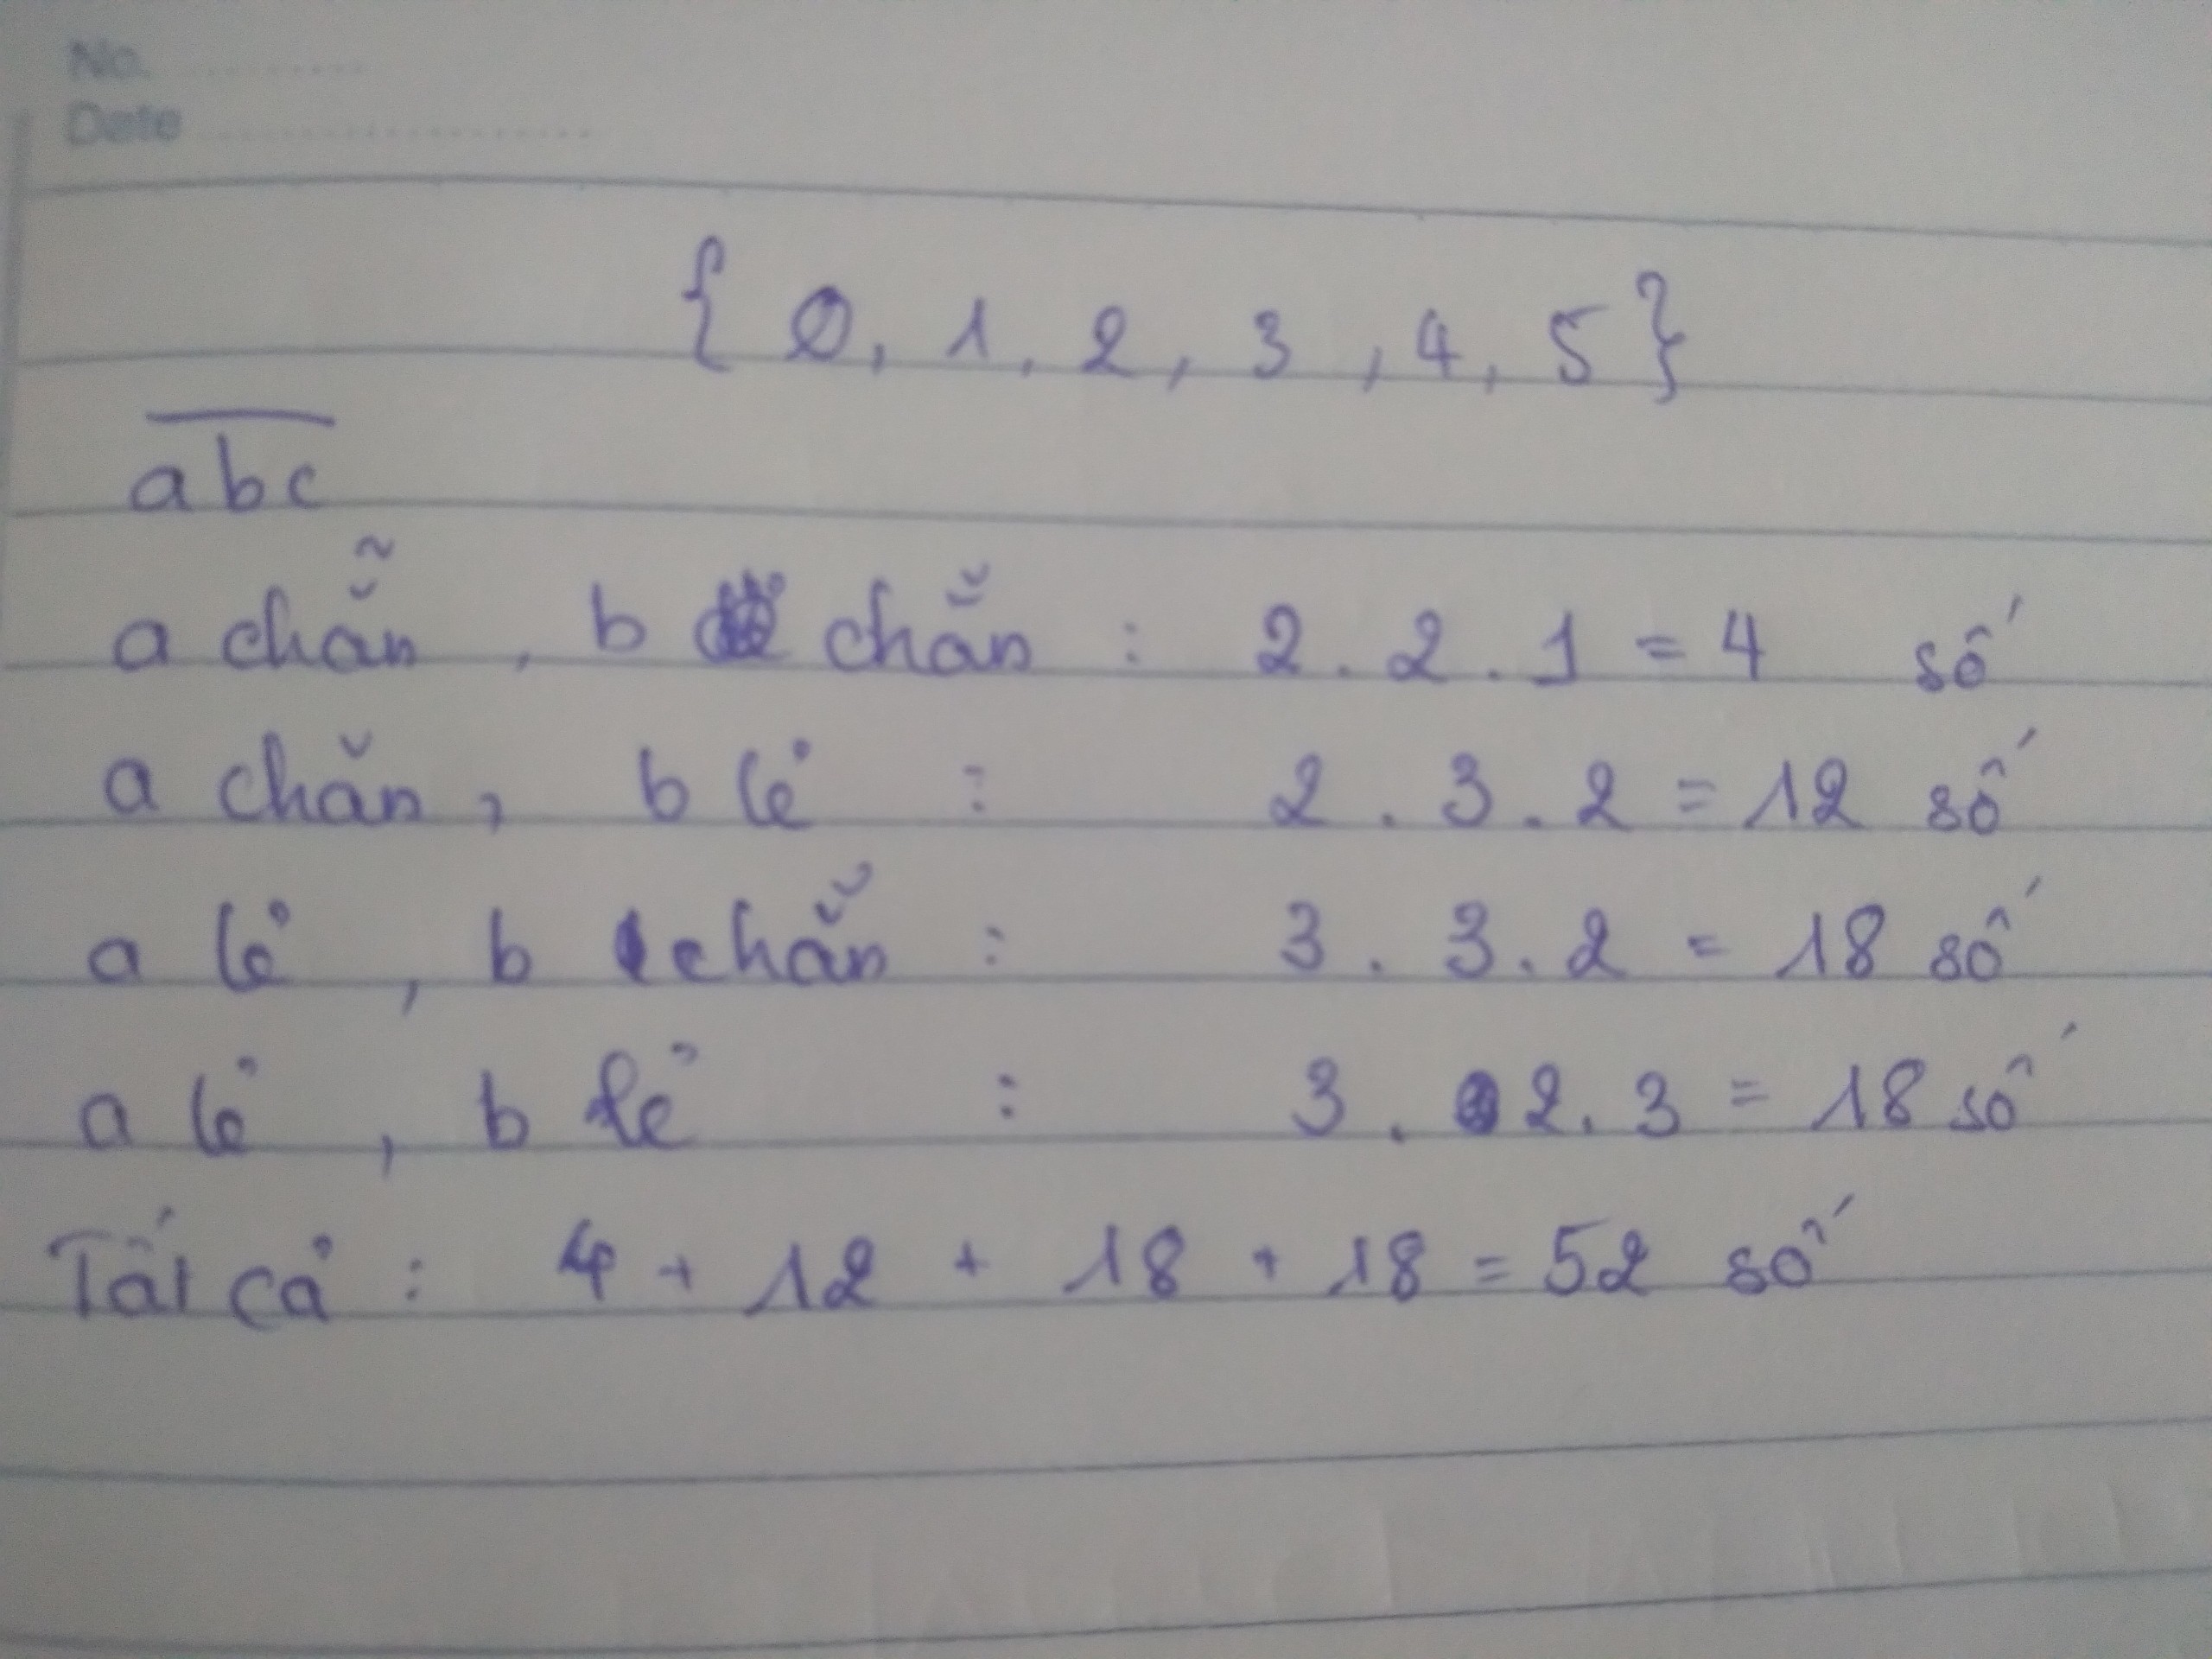 No.
Date
{ 0, 1, 2, 3, 4, 5 }
abc
a chẵn, b chẵn : 2 . 2 . 1 = 4 số
a chẵn, b lẻ : 2 . 3 . 2 = 12 số
a lẻ, b chẵn : 3 . 3 . 2 = 18 số
a lẻ, b lẻ : 3 . 2 . 3 = 18 số
Tất cả : 4 + 12 + 18 + 18 = 52 số